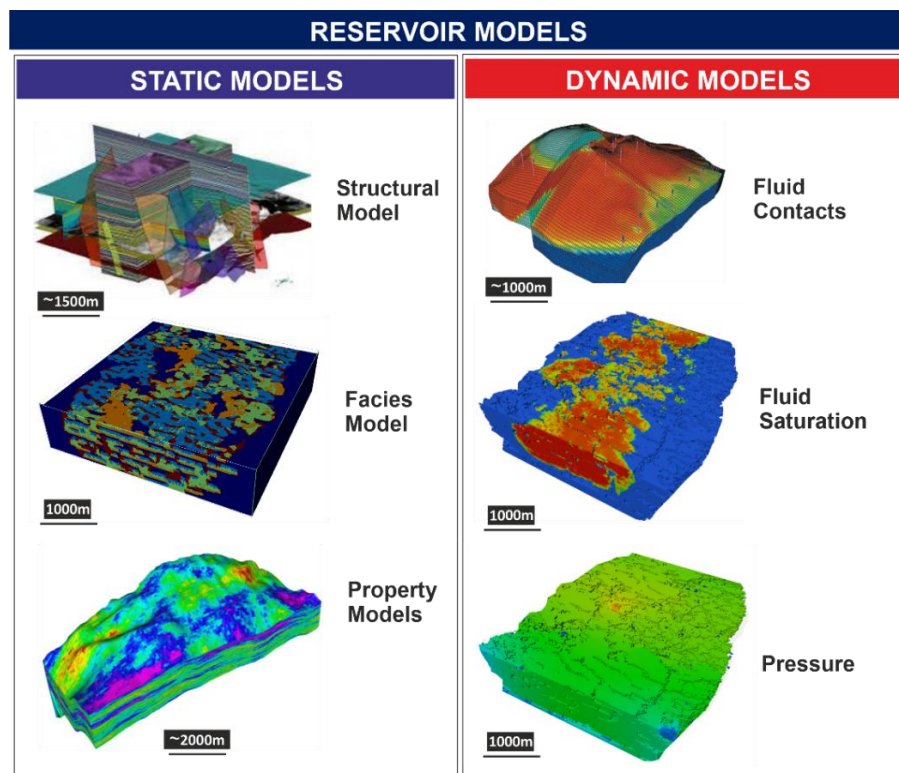 RESERVOIR MODELS
STATIC MODELS
DYNAMIC MODELS
Structural
Model
~1500m
Facies
Model
1000m
Property
Models
~2000m
Fluid
Contacts
~1000m
Fluid
Saturation
1000m
Pressure
1000m